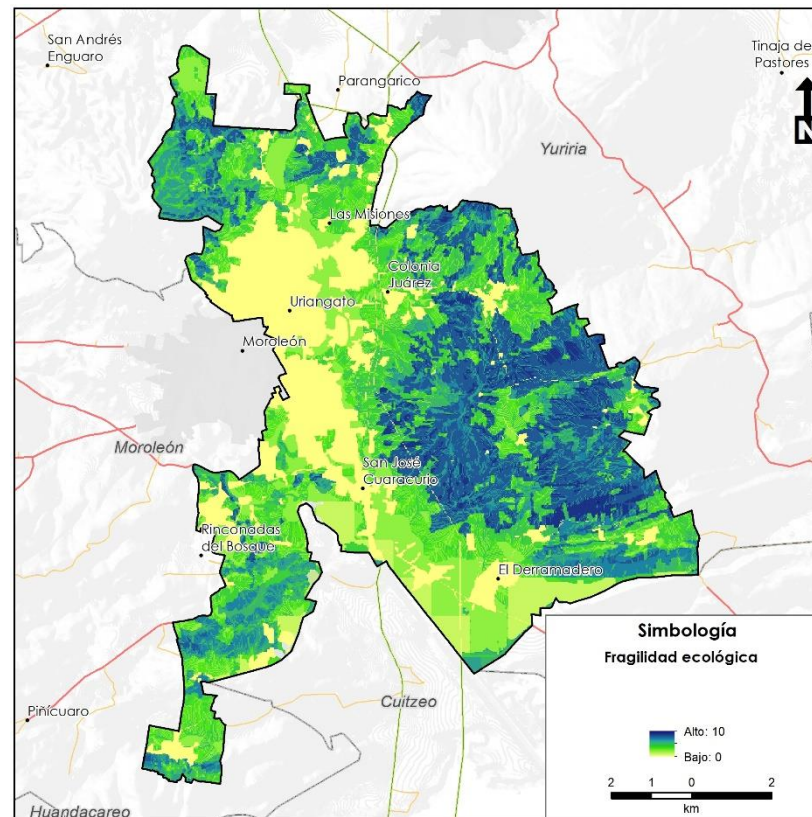 San Andrés
Enguaro
Tinaja de
Pastores
Parangarico
N
Yuriria
Las Misiones
Colonia
Juárez
Uriangato
Moroleón
Moroleón
San José
Cuaracurio
Rinconadas
del Bosque
El Derramadero
Simbología
Fragilidad ecológica
Piñícuaro
Cuitzeo
Alto: 10
Bajo: 0
2 1 0 2
km
Huandacareo